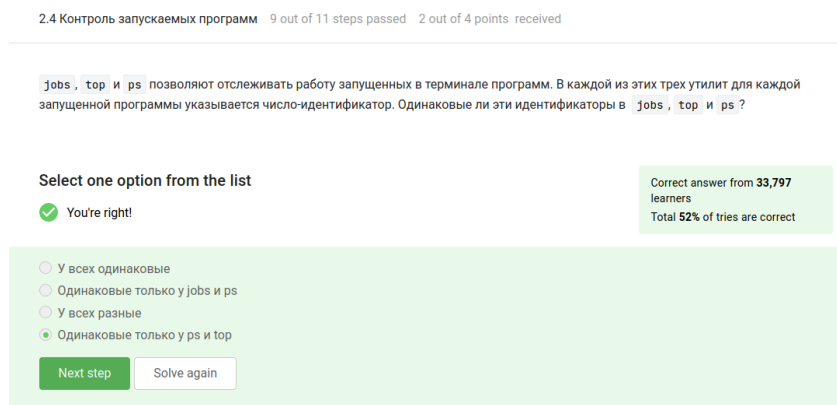 2.4 Контроль запускаемых программ 9 out of 11 steps passed 2 out of 4 points received
jobs, top и ps позволяют отслеживать работу запущенных в терминале программ. В каждой из этих трех утилит для каждой
запущенной программы указывается число-идентификатор. Одинаковые ли эти идентификаторы в jobs, top и ps?
Select one option from the list
You're right!
Correct answer from 33,797
learners
Total 52% of tries are correct
У всех одинаковые
Одинаковые только у jobs и ps
У всех разные
Одинаковые только у ps и top
Next step Solve again